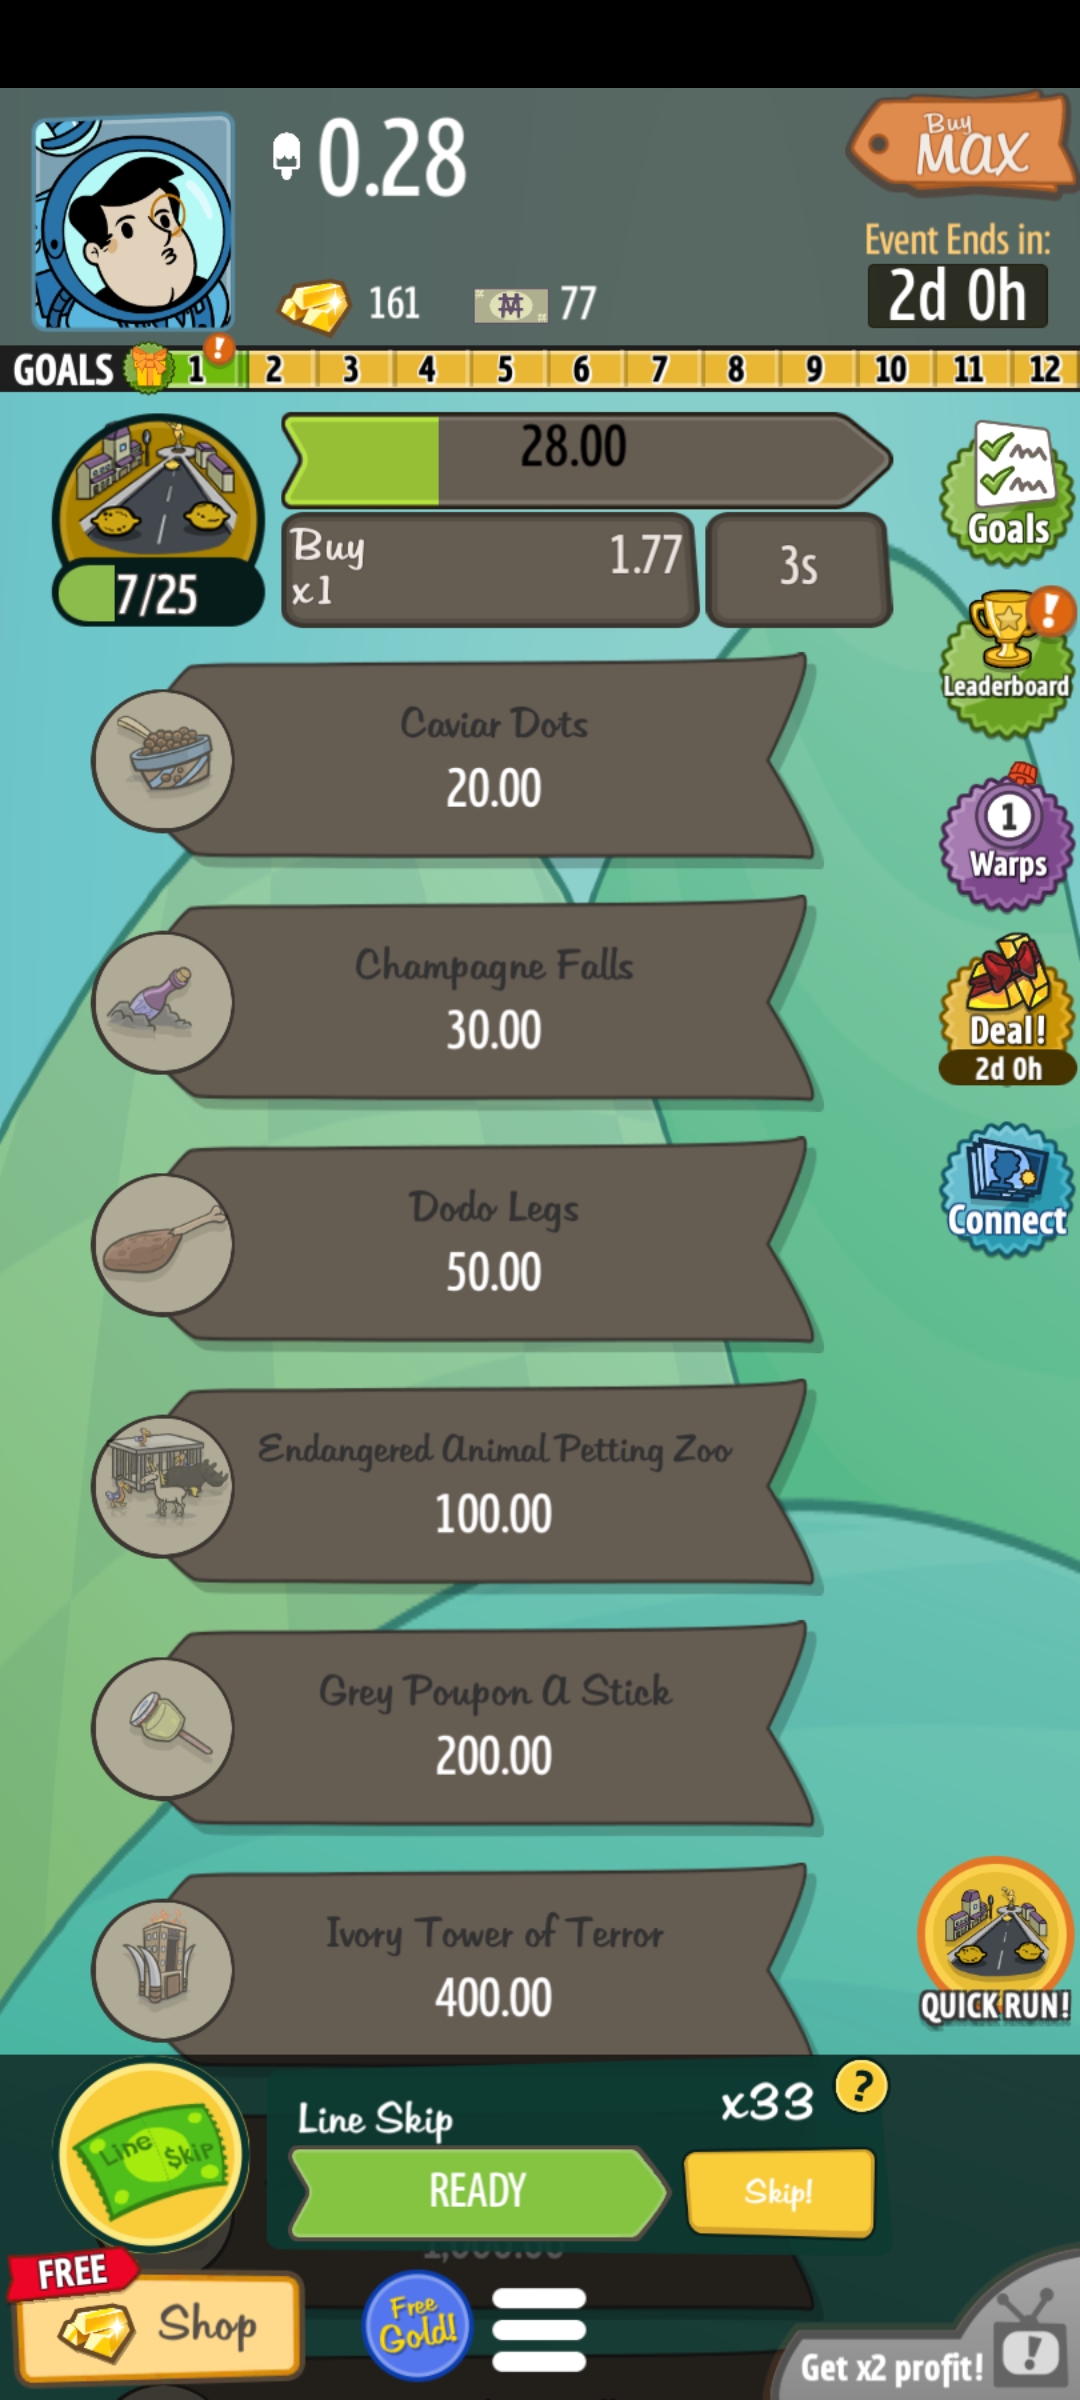 0.28
Buy
MAX
161
77
Event Ends in:
2d 0h
GOALS 1 ! 2 3 4 5 6 7 8 9 10 11 12
28.00
Buy
x1
1.77
3s
7/25
Goals
!
Leaderboard
Caviar Dots
20.00
1
Warps
Champagne Falls
30.00
Deal!
2d 0h
Dodo Legs
50.00
Connect
Endangered Animal Petting Zoo
100.00
Grey Poupon A Stick
200.00
Ivory Tower of Terror
400.00
QUICK RUN!
Line $kip
Line Skip
x33
?
READY
Skip!
1,000.00
FREE
Shop
Free
Gold!
Get x2 profit!
!